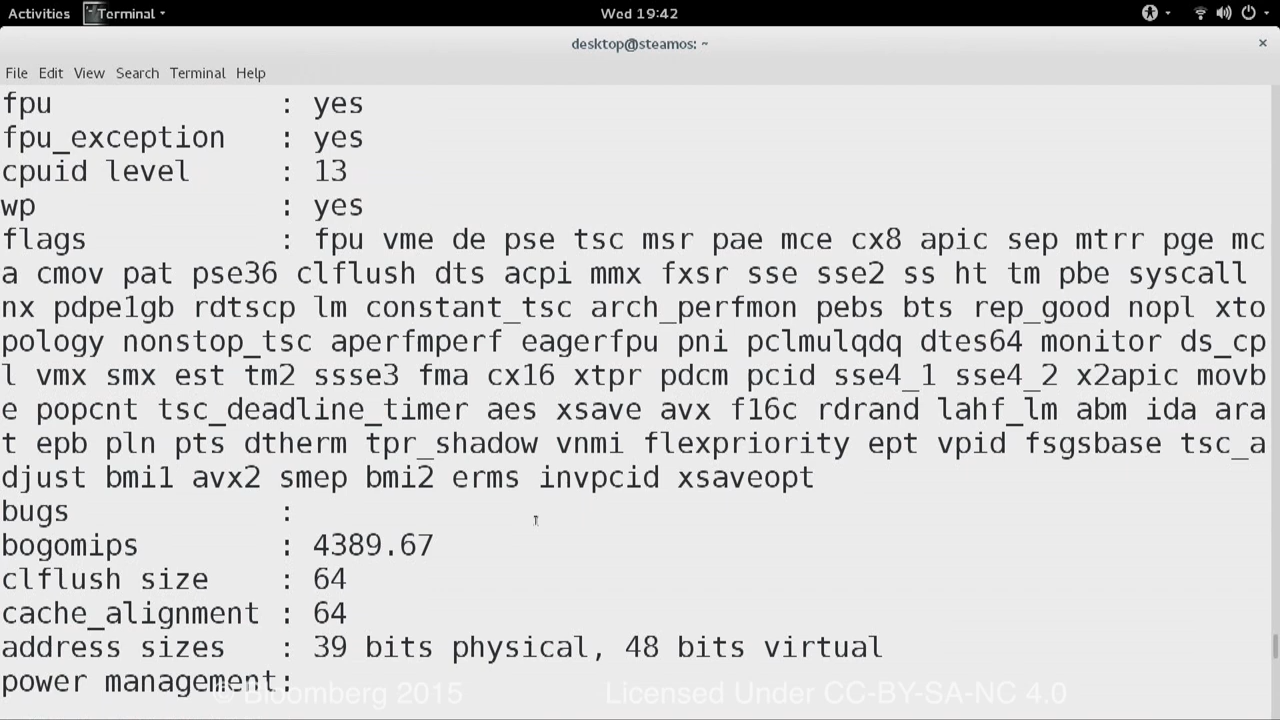 Activities Terminal Wed 19:42
desktop@steamos: ~ ×
File Edit View Search Terminal Help
fpu : yes
fpu_exception : yes
cpuid level : 13
wp : yes
flags : fpu vme de pse tsc msr pae mce cx8 apic sep mtrr pge mc
a cmov pat pse36 clflush dts acpi mmx fxsr sse sse2 ss ht tm pbe syscall
nx pdpe1gb rdtscp lm constant_tsc arch_perfmon pebs bts rep_good nopl xto
pology nonstop_tsc aperfmperf eagerfpu pni pclmulqdq dtes64 monitor ds_cp
l vmx smx est tm2 ssse3 fma cx16 xtpr pdcm pcid sse4_1 sse4_2 x2apic movb
e popcnt tsc_deadline_timer aes xsave avx f16c rdrand lahf_lm abm ida ara
t epb pln pts dtherm tpr_shadow vnmi flexpriority ept vpid fsgsbase tsc_a
djust bmi1 avx2 smep bmi2 erms invpcid xsaveopt
bugs :
bogomips : 4389.67
clflush size : 64
cache_alignment : 64
address sizes : 39 bits physical, 48 bits virtual
power management:
© Bloomberg 2015 Licensed Under CC-BY-SA-NC 4.0